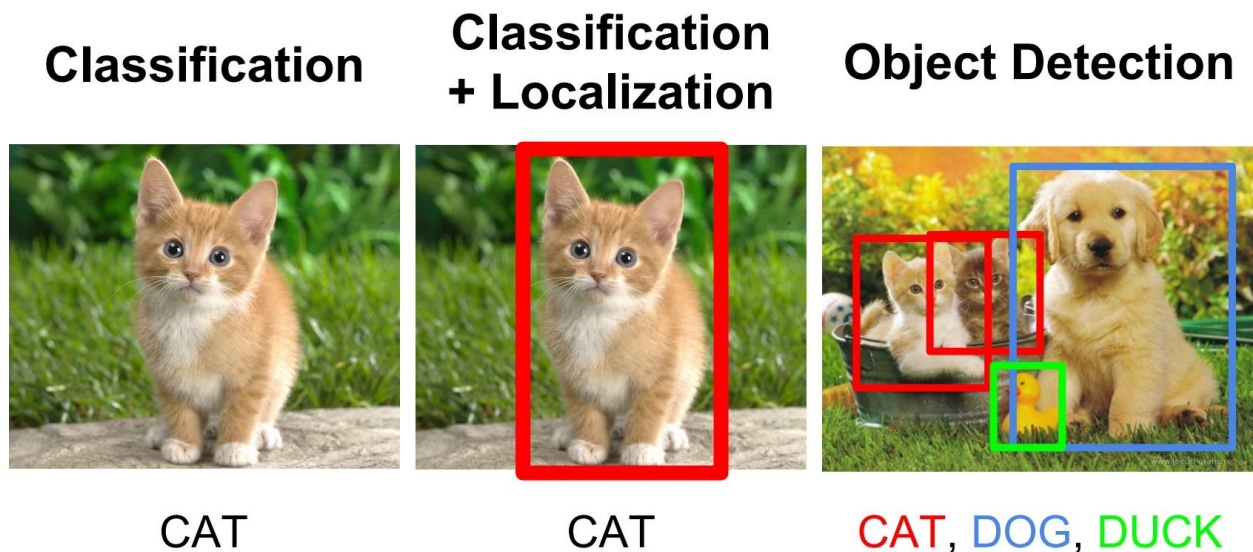 Classification
Classification
+ Localization
Object Detection
CAT
CAT
CAT, DOG, DUCK